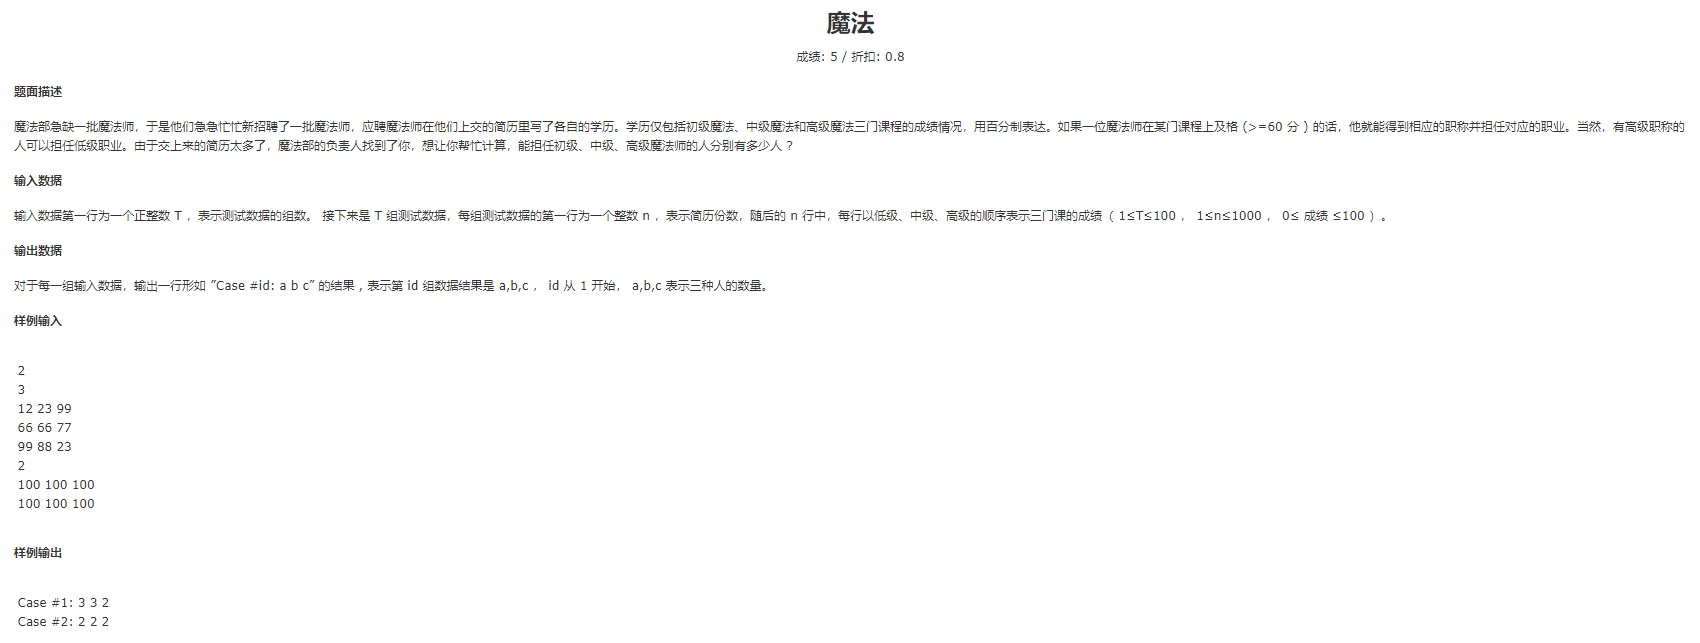 魔法
成绩: 5 / 折扣: 0.8
题面描述
魔法部急缺一批魔法师，于是他们急急忙忙新招聘了一批魔法师，应聘魔法师在他们上交的简历里写了各自的学历。学历仅包括初级魔法、中级魔法和高级魔法三门课程的成绩情况，用百分制表达。如果一位魔法师在某门课程上及格 (>=60 分 ) 的话，他就能得到相应的职称并担任对应的职业。当然，有高级职称的
人可以担任低级职业。由于交上来的简历太多了，魔法部的负责人找到了你，想让你帮忙计算，能担任初级、中级、高级魔法师的人分别有多少人 ?
输入数据
输入数据第一行为一个正整数 T ，表示测试数据的组数。 接下来是 T 组测试数据，每组测试数据的第一行为一个整数 n ，表示简历份数，随后的 n 行中，每行以低级、中级、高级的顺序表示三门课的成绩（ 1≤T≤100 ， 1≤n≤1000 ， 0≤ 成绩 ≤100 ）。
输出数据
对于每一组输入数据，输出一行形如 ”Case #id: a b c” 的结果 , 表示第 id 组数据结果是 a,b,c ， id 从 1 开始， a,b,c 表示三种人的数量。
样例输入
2
3
12 23 99
66 66 77
99 88 23
2
100 100 100
100 100 100
样例输出
Case #1: 3 3 2
Case #2: 2 2 2